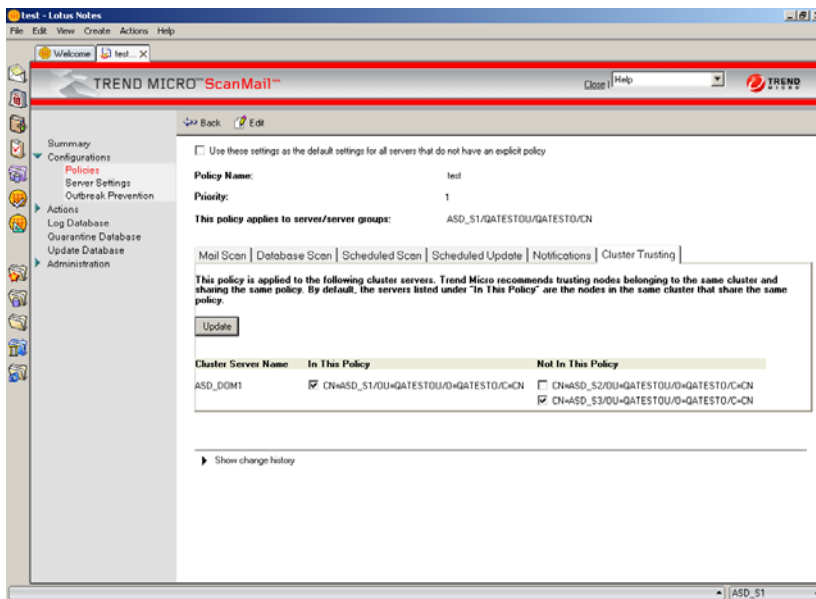 test - Lotus Notes
File Edit View Create Actions Help
Welcome test... X
TREND MICRO™ ScanMail™ Close | Help TREND MICRO
Back Edit
Summary
Configurations
Policies
Server Settings
Outbreak Prevention
Actions
Log Database
Quarantine Database
Update Database
Administration
Use these settings as the default settings for all servers that do not have an explicit policy
Policy Name: test
Priority: 1
This policy applies to server/server groups: ASD_S1/QATESTOU/QATESTO/CN
Mail Scan | Database Scan | Scheduled Scan | Scheduled Update | Notifications | Cluster Trusting
This policy is applied to the following cluster servers. Trend Micro recommends trusting nodes belonging to the same cluster and
sharing the same policy. By default, the servers listed under "In This Policy" are the nodes in the same cluster that share the same
policy.
Update
Cluster Server Name In This Policy Not In This Policy
ASD_DOM1 CN=ASD_S1/OU=QATESTOU/O=QATESTO/C=CN CN=ASD_S2/OU=QATESTOU/O=QATESTO/C=CN
CN=ASD_S3/OU=QATESTOU/O=QATESTO/C=CN
Show change history
ASD_S1